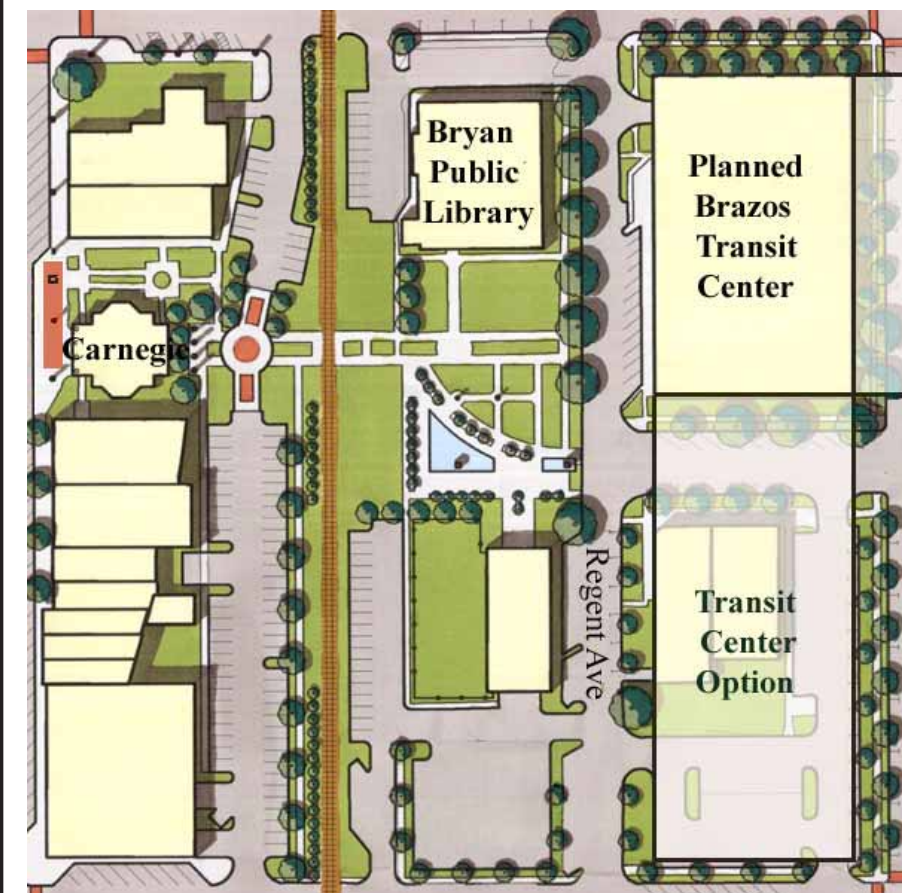 Bryan
Public
Library
Planned
Brazos
Transit
Center
Carnegie
Regent Ave
Transit
Center
Option